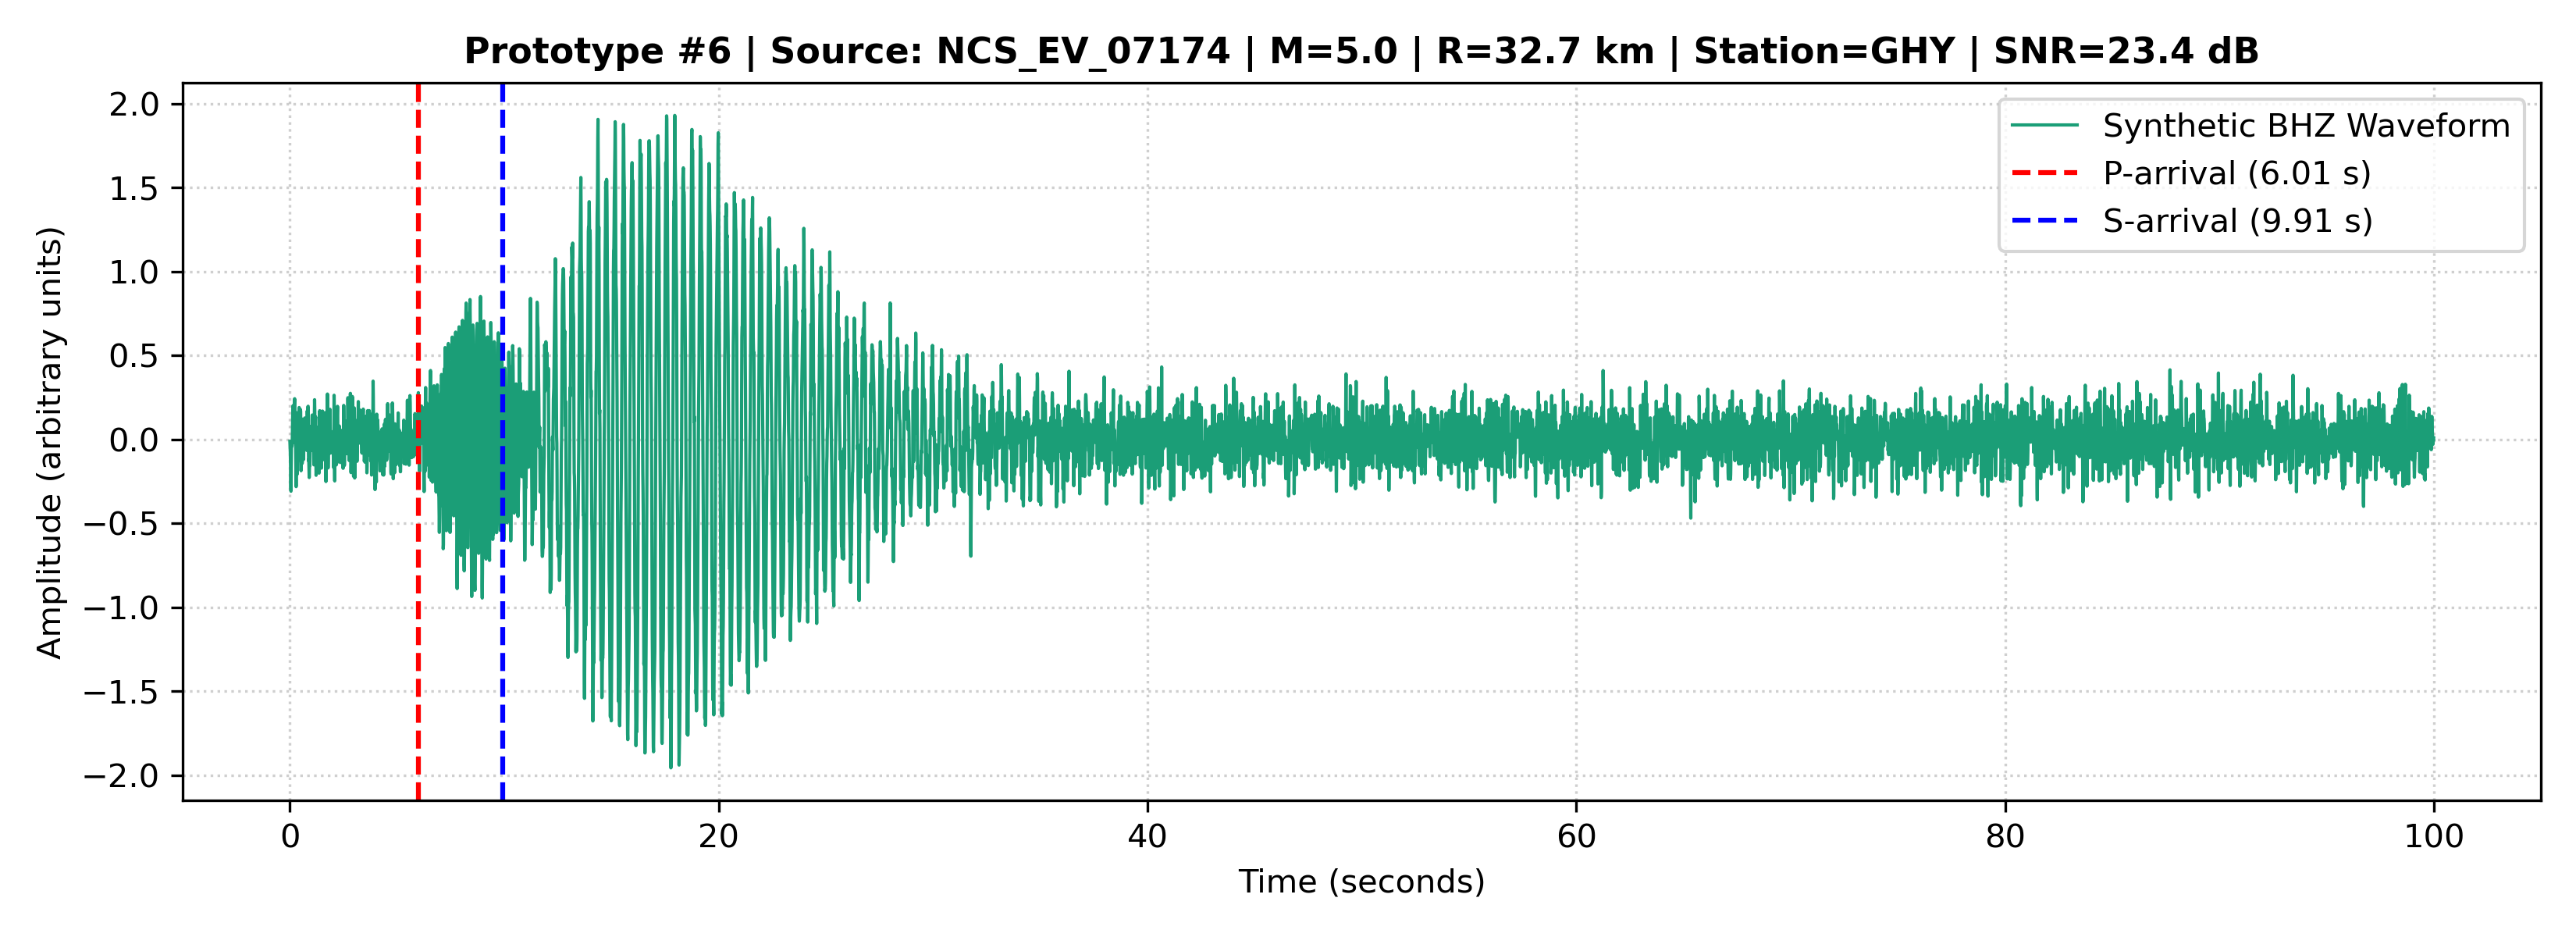 Prototype #6 | Source: NCS_EV_07174 | M=5.0 | R=32.7 km | Station=GHY | SNR=23.4 dB
Synthetic BHZ Waveform
P-arrival (6.01 s)
S-arrival (9.91 s)
Amplitude (arbitrary units)
2.0
1.5
1.0
0.5
0.0
−0.5
−1.0
−1.5
−2.0
0 20 40 60 80 100
Time (seconds)